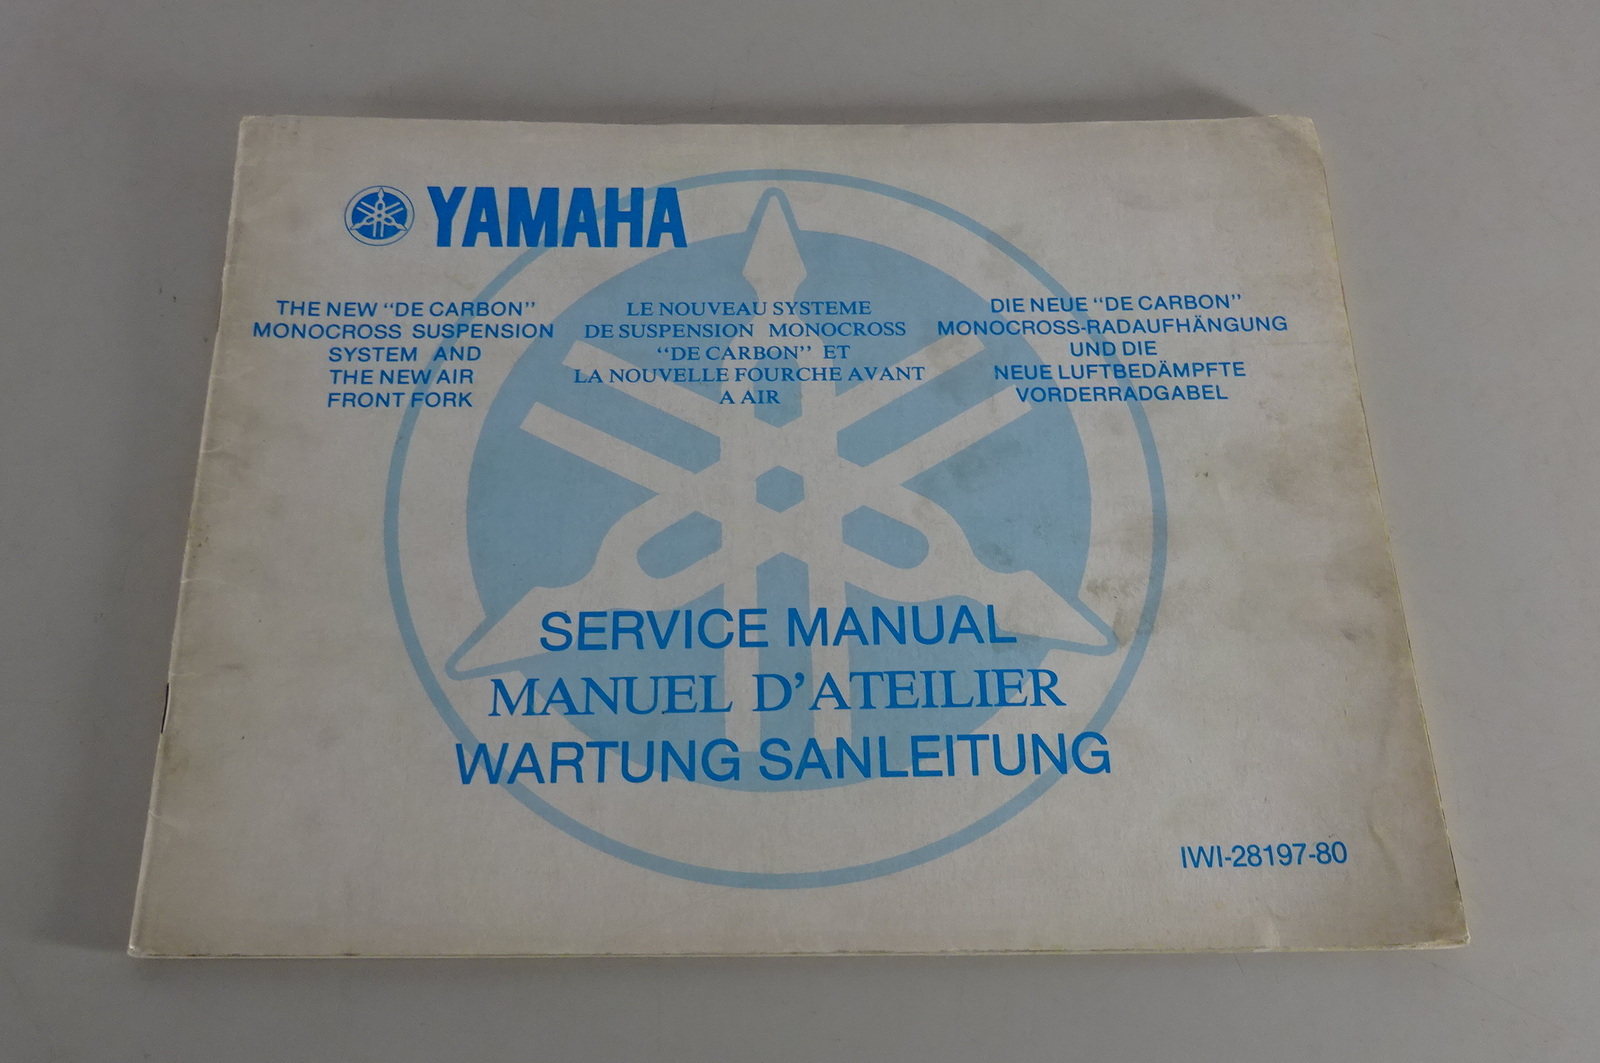 YAMAHA
THE NEW "DE CARBON"
MONOCROSS SUSPENSION
SYSTEM AND
THE NEW AIR
FRONT FORK
LE NOUVEAU SYSTEME
DE SUSPENSION MONOCROSS
"DE CARBON" ET
LA NOUVELLE FOURCHE AVANT
A AIR
DIE NEUE "DE CARBON"
MONOCROSS-RADAUFHÄNGUNG
UND DIE
NEUE LUFTBEDÄMPFTE
VORDERRADGABEL
SERVICE MANUAL
MANUEL D'ATEILIER
WARTUNG SANLEITUNG
IWI-28197-80